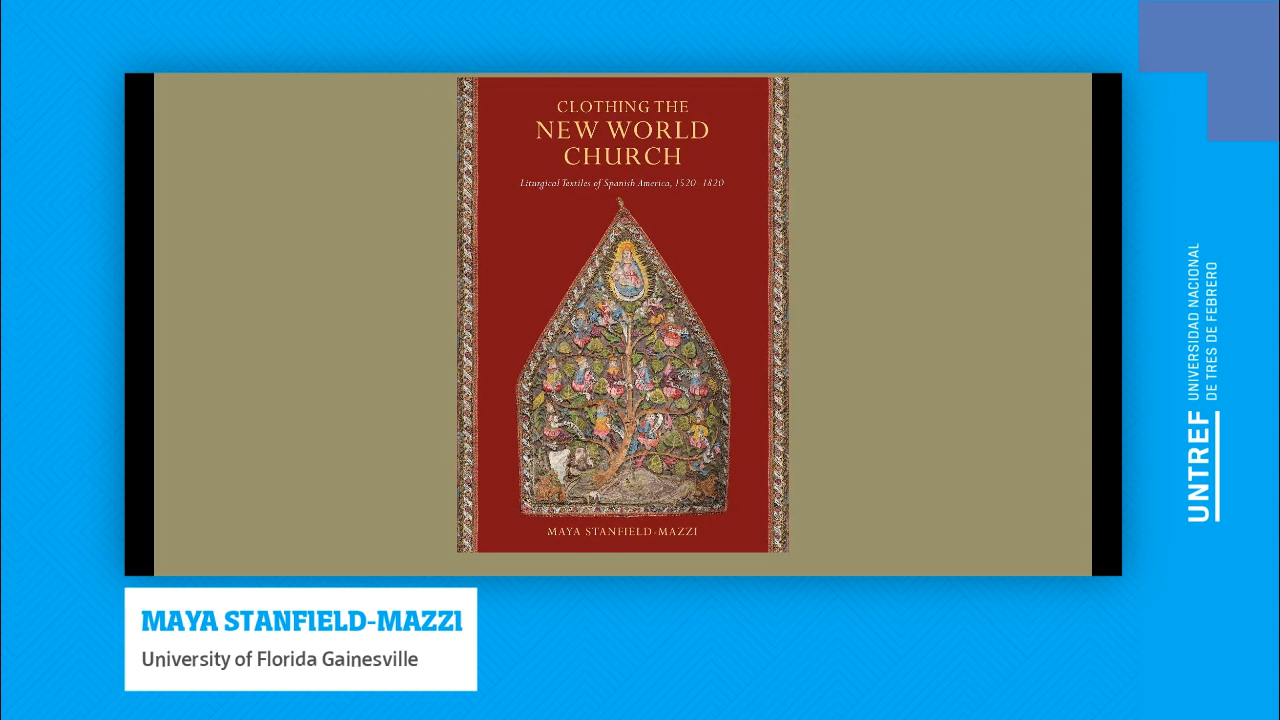 CLOTHING THE
NEW WORLD
CHURCH
Liturgical Textiles of Spanish America, 1520–1820
MAYA STANFIELD-MAZZI
MAYA STANFIELD-MAZZI
University of Florida Gainesville
UNTREF
UNIVERSIDAD NACIONAL
DE TRES DE FEBRERO